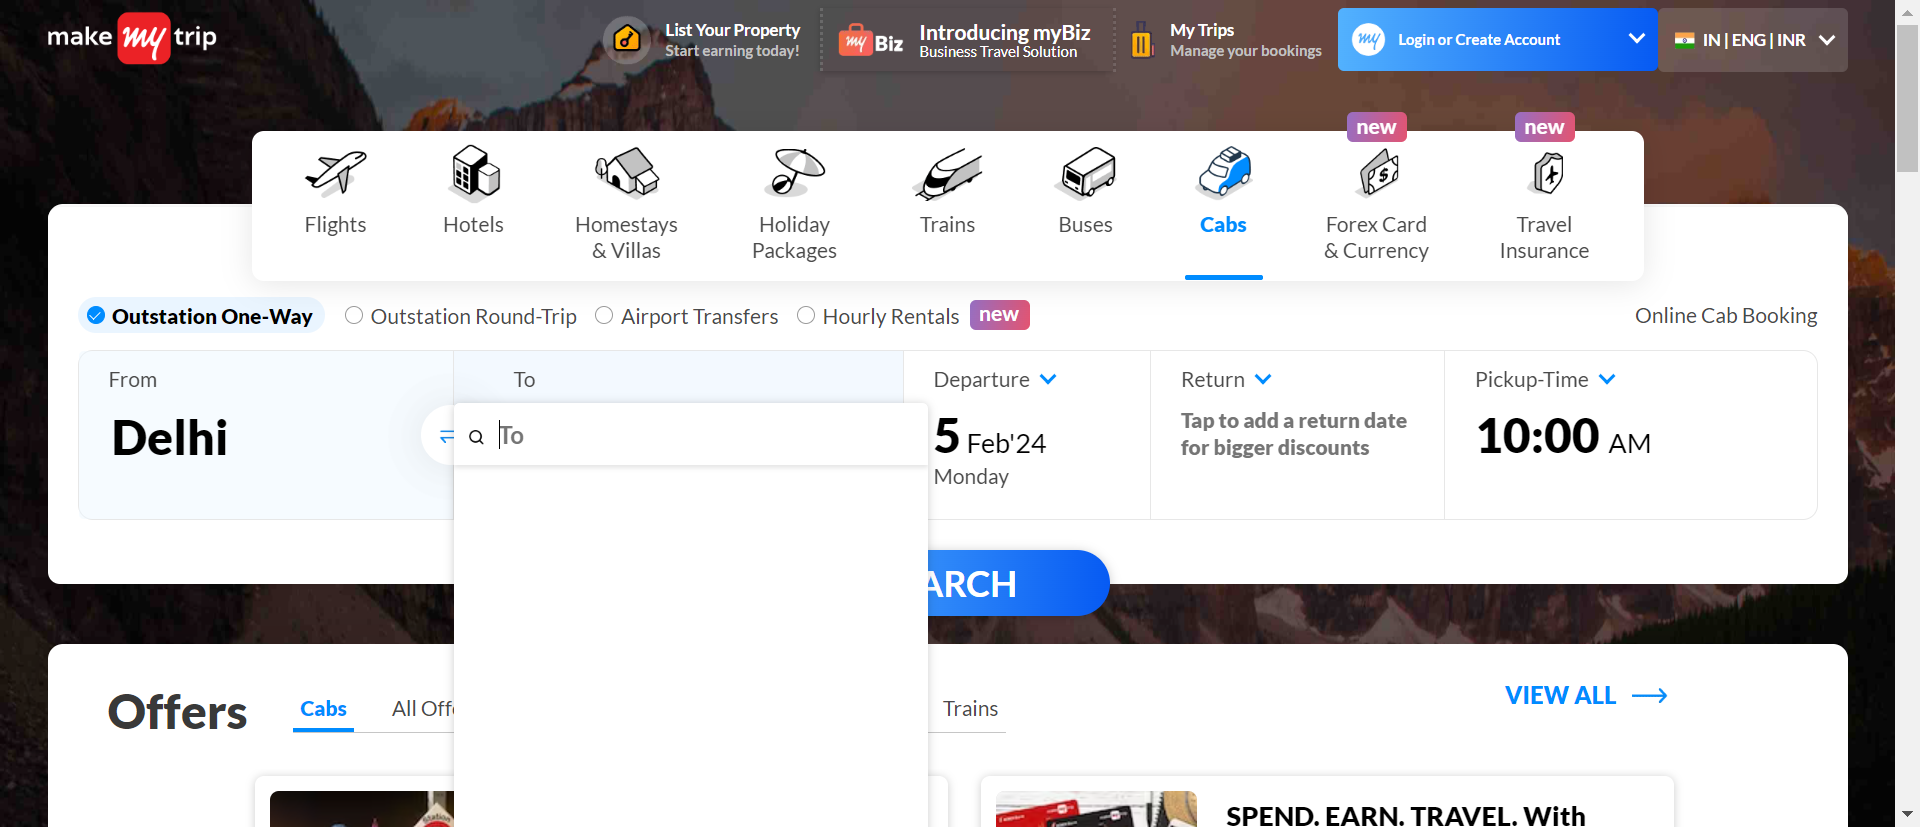 make my trip
List Your Property
Start earning today!
my Biz
Introducing myBiz
Business Travel Solution
My Trips
Manage your bookings
my Login or Create Account
IN | ENG | INR
new
new
Flights
Hotels
Homestays
& Villas
Holiday
Packages
Trains
Buses
Cabs
Forex Card
& Currency
Travel
Insurance
Outstation One-Way
Outstation Round-Trip
Airport Transfers
Hourly Rentals
new
Online Cab Booking
From
Delhi
To
To
Departure
5 Feb'24
Monday
Return
Tap to add a return date
for bigger discounts
Pickup-Time
10:00 AM
ARCH
Offers
Cabs
All Off
Trains
VIEW ALL
Station
SPEND. EARN. TRAVEL. With